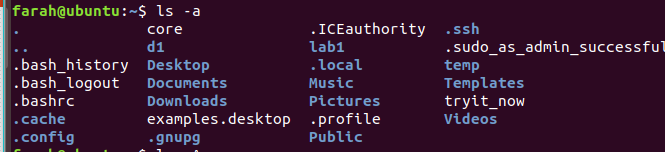 farah@ubuntu:~$ ls -a
. core .ICEauthority .ssh
.. d1 lab1 .sudo_as_admin_successful
.bash_history Desktop .local temp
.bash_logout Documents Music Templates
.bashrc Downloads Pictures tryit_now
.cache examples.desktop .profile Videos
.config .gnupg Public